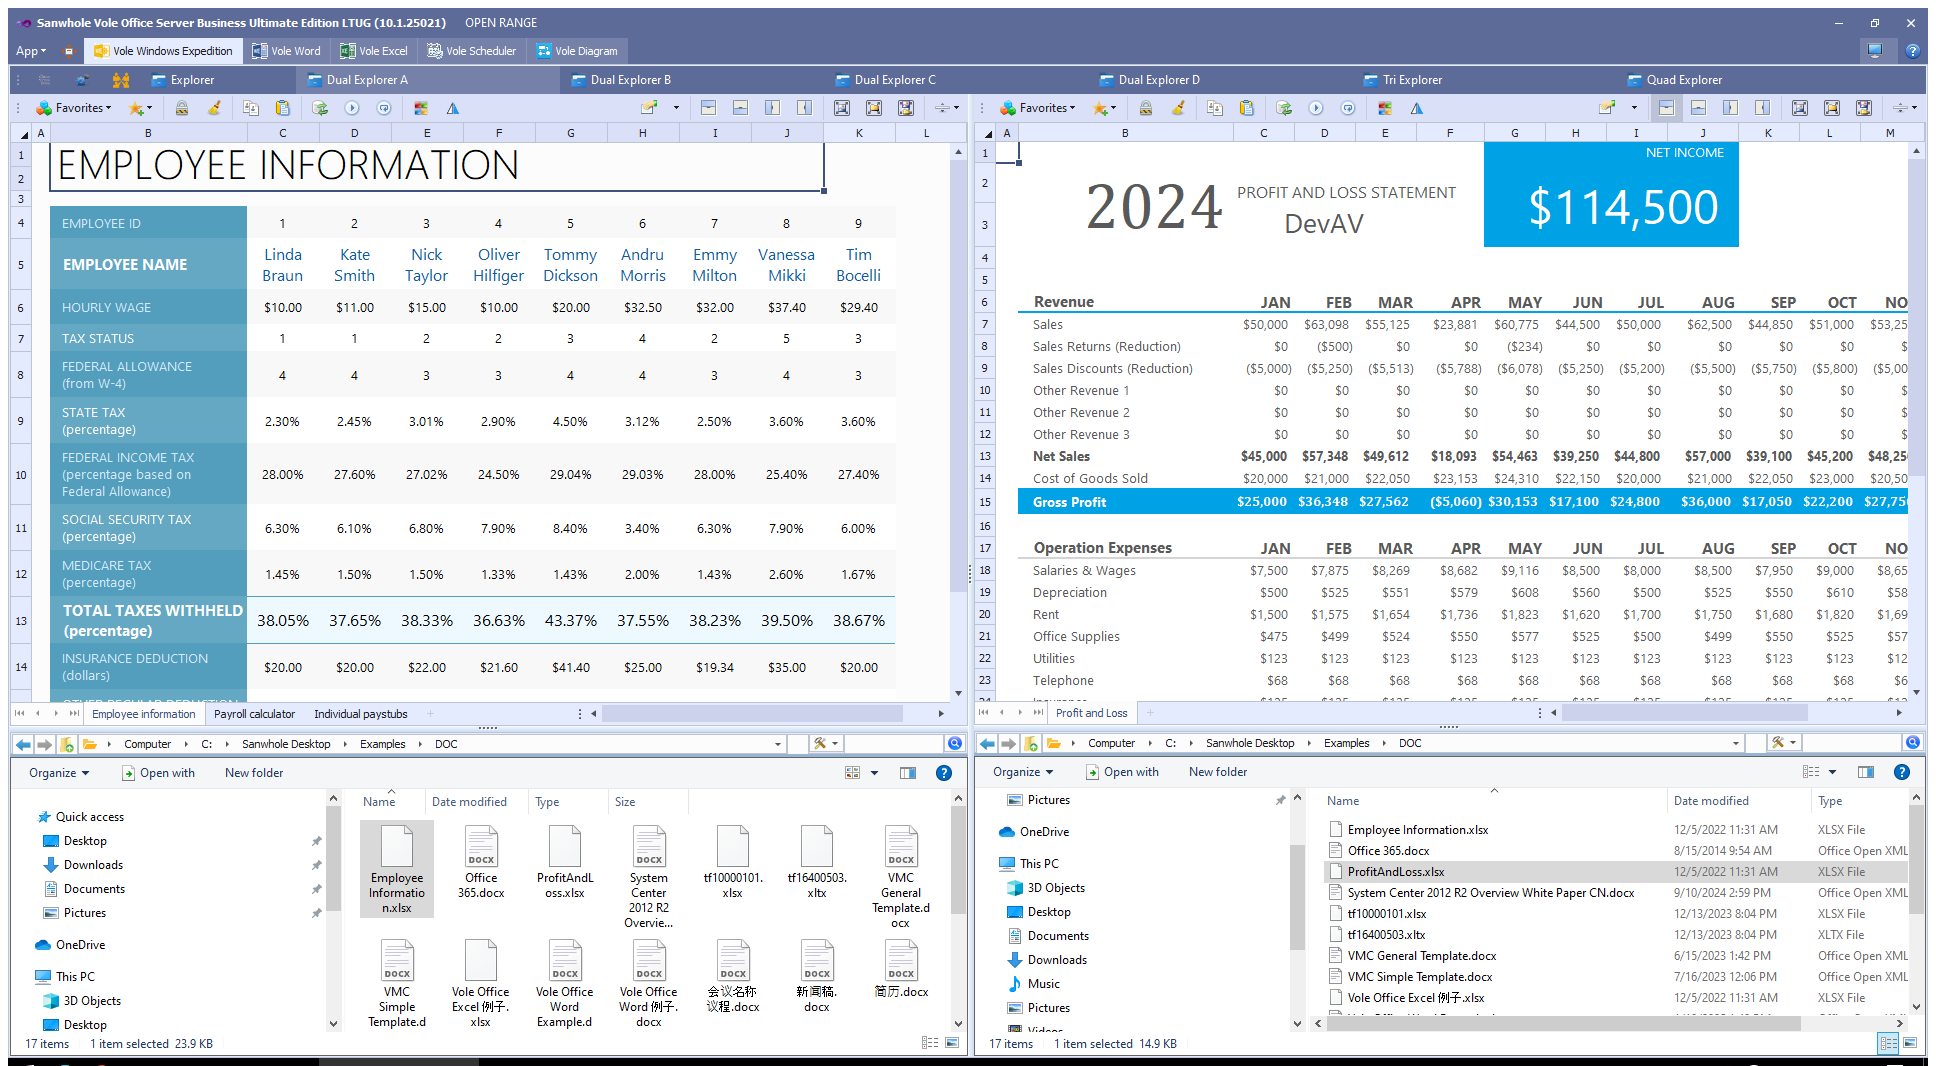 Sanwhole Vole Office Server Business Ultimate Edition LTUG (10.1.25021) OPEN RANGE
App Vole Windows Expedition Vole Word Vole Excel Vole Scheduler Vole Diagram
Explorer Dual Explorer A Dual Explorer B Dual Explorer C Dual Explorer D Tri Explorer Quad Explorer
Favorites
A B C D E F G H I J K L
1
2
3
4
5
6
7
8
9
10
11
12
13
14
EMPLOYEE INFORMATION
EMPLOYEE ID 1 2 3 4 5 6 7 8 9
EMPLOYEE NAME Linda Braun Kate Smith Nick Taylor Oliver Hilfiger Tommy Dickson Andru Morris Emmy Milton Vanessa Mikki Tim Bocelli
HOURLY WAGE $10.00 $11.00 $15.00 $10.00 $20.00 $32.50 $32.00 $37.40 $29.40
TAX STATUS 1 1 2 2 3 4 2 5 3
FEDERAL ALLOWANCE
(from W-4) 4 4 3 3 4 4 3 4 3
STATE TAX
(percentage) 2.30% 2.45% 3.01% 2.90% 4.50% 3.12% 2.50% 3.60% 3.60%
FEDERAL INCOME TAX
(percentage based on
Federal Allowance) 28.00% 27.60% 27.02% 24.50% 29.04% 29.03% 28.00% 25.40% 27.40%
SOCIAL SECURITY TAX
(percentage) 6.30% 6.10% 6.80% 7.90% 8.40% 3.40% 6.30% 7.90% 6.00%
MEDICARE TAX
(percentage) 1.45% 1.50% 1.50% 1.33% 1.43% 2.00% 1.43% 2.60% 1.67%
TOTAL TAXES WITHHELD
(percentage) 38.05% 37.65% 38.33% 36.63% 43.37% 37.55% 38.23% 39.50% 38.67%
INSURANCE DEDUCTION
(dollars) $20.00 $20.00 $22.00 $21.60 $41.40 $25.00 $19.34 $35.00 $20.00
Employee information Payroll calculator Individual paystubs
Computer C: Sanwhole Desktop Examples DOC
Organize Open with New folder
Quick access
Desktop
Downloads
Documents
Pictures
OneDrive
This PC
3D Objects
Desktop
Name Date modified Type Size
Employee Informatio n.xlsx
Office 365.docx
ProfitAndL oss.xlsx
System Center 2012 R2 Overvie...
tf10000101. xlsx
tf16400503. xltx
VMC General Template.d ocx
VMC Simple Template.d
Vole Office Excel 例子. xlsx
Vole Office Word Example.d
Vole Office Word 例子. docx
会议名称 议程.docx
新闻稿. docx
简历.docx
17 items 1 item selected 23.9 KB
Favorites
A B C D E F G H I J K L M
1
2
3
4
5
NET INCOME
2024 PROFIT AND LOSS STATEMENT
DevAV
$114,500
6 Revenue JAN FEB MAR APR MAY JUN JUL AUG SEP OCT NO
7 Sales $50,000 $63,098 $55,125 $23,881 $60,775 $44,500 $50,000 $62,500 $44,850 $51,000 $53,25
8 Sales Returns (Reduction) $0 ($500) $0 $0 ($234) $0 $0 $0 $0 $0 $
9 Sales Discounts (Reduction) ($5,000) ($5,250) ($5,513) ($5,788) ($6,078) ($5,250) ($5,200) ($5,500) ($5,750) ($5,800) ($5,00
10 Other Revenue 1 $0 $0 $0 $0 $0 $0 $0 $0 $0 $0 $
11 Other Revenue 2 $0 $0 $0 $0 $0 $0 $0 $0 $0 $0 $
12 Other Revenue 3 $0 $0 $0 $0 $0 $0 $0 $0 $0 $0 $
13 Net Sales $45,000 $57,348 $49,612 $18,093 $54,463 $39,250 $44,800 $57,000 $39,100 $45,200 $48,25
14 Cost of Goods Sold $20,000 $21,000 $22,050 $23,153 $24,310 $22,150 $20,000 $21,000 $22,050 $23,000 $20,50
15 Gross Profit $25,000 $36,348 $27,562 ($5,060) $30,153 $17,100 $24,800 $36,000 $17,050 $22,200 $27,75
16
17 Operation Expenses JAN FEB MAR APR MAY JUN JUL AUG SEP OCT NO
18 Salaries & Wages $7,500 $7,875 $8,269 $8,682 $9,116 $8,500 $8,000 $8,500 $7,950 $9,000 $8,65
19 Depreciation $500 $525 $551 $579 $608 $560 $500 $525 $550 $610 $58
20 Rent $1,500 $1,575 $1,654 $1,736 $1,823 $1,620 $1,700 $1,750 $1,680 $1,820 $1,69
21 Office Supplies $475 $499 $524 $550 $577 $525 $500 $499 $550 $525 $57
22 Utilities $123 $123 $123 $123 $123 $123 $123 $123 $123 $123 $12
23 Telephone $68 $68 $68 $68 $68 $68 $68 $68 $68 $68 $6
Profit and Loss
Computer C: Sanwhole Desktop Examples DOC
Organize Open with New folder
Pictures
OneDrive
This PC
3D Objects
Desktop
Documents
Downloads
Music
Pictures
Videos
Name Date modified Type
Employee Information.xlsx 12/5/2022 11:31 AM XLSX File
Office 365.docx 8/15/2014 9:54 AM Office Open XML
ProfitAndLoss.xlsx 12/5/2022 11:31 AM XLSX File
System Center 2012 R2 Overview White Paper CN.docx 9/10/2024 2:59 PM Office Open XML
tf10000101.xlsx 12/13/2023 8:04 PM XLSX File
tf16400503.xltx 12/13/2023 8:04 PM XLTX File
VMC General Template.docx 6/15/2023 1:42 PM Office Open XML
VMC Simple Template.docx 7/16/2023 12:06 PM Office Open XML
Vole Office Excel 例子.xlsx 12/5/2022 11:31 AM XLSX File
17 items 1 item selected 14.9 KB